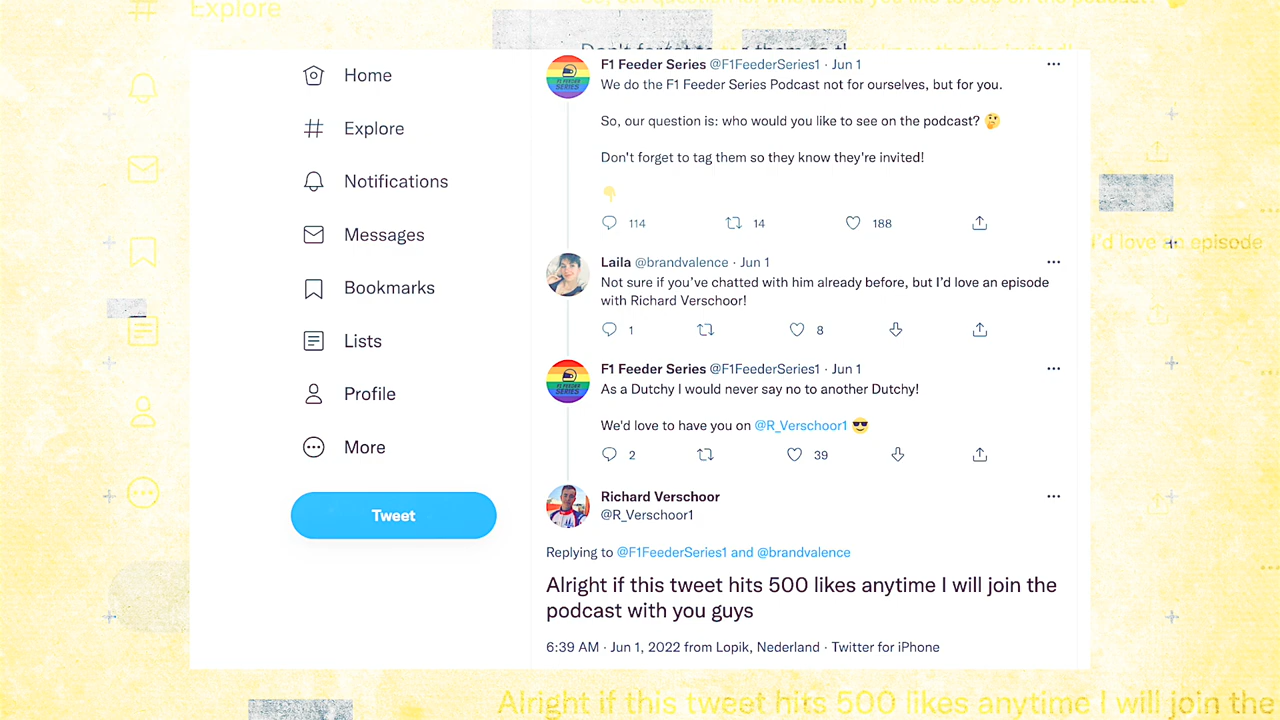 Explore
Home
Explore
Notifications
Messages
Bookmarks
Lists
Profile
More
Tweet
F1 Feeder Series @F1FeederSeries1 · Jun 1
We do the F1 Feeder Series Podcast not for ourselves, but for you.
So, our question is: who would you like to see on the podcast? 🤔
Don't forget to tag them so they know they're invited!
👇
114 14 188
Laila @brandvalence · Jun 1
Not sure if you've chatted with him already before, but I'd love an episode
with Richard Verschoor!
1 8
F1 Feeder Series @F1FeederSeries1 · Jun 1
As a Dutchy I would never say no to another Dutchy!
We'd love to have you on @R_Verschoor1 😎
2 39
Richard Verschoor
@R_Verschoor1
Replying to @F1FeederSeries1 and @brandvalence
Alright if this tweet hits 500 likes anytime I will join the
podcast with you guys
6:39 AM · Jun 1, 2022 from Lopik, Nederland · Twitter for iPhone
I'd love an episode
Alright if this tweet hits 500 likes anytime I will join the